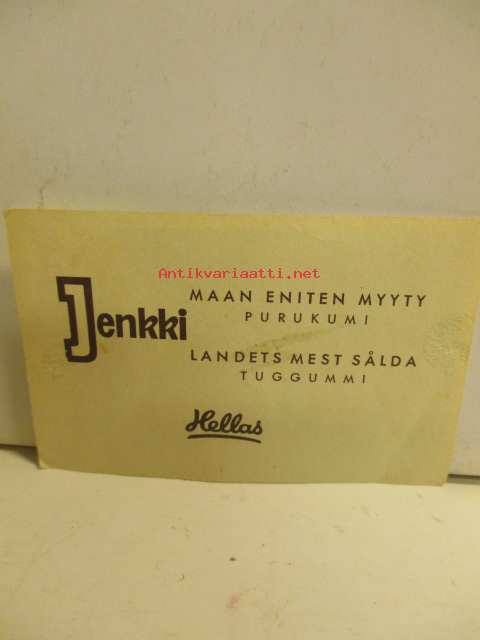 Antikvariaatti.net
Jenkki
MAAN ENITEN MYYTY
PURUKUMI
LANDETS MEST SÅLDA
TUGGUMMI
Hellas